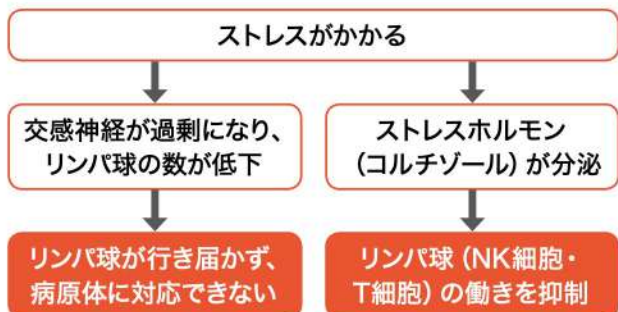 ストレスがかかる
交感神経が過剰になり、
リンパ球の数が低下
ストレスホルモン
（コルチゾール）が分泌
リンパ球が行き届かず、
病原体に対応できない
リンパ球（NK細胞・
T細胞）の働きを抑制